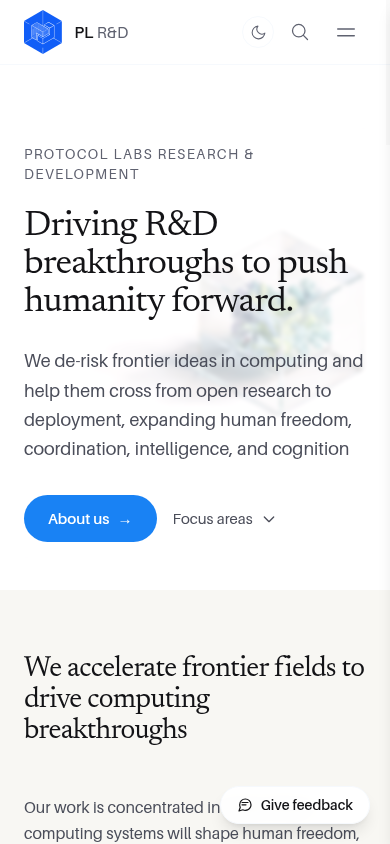 PL R&D
PROTOCOL LABS RESEARCH &
DEVELOPMENT
Driving R&D
breakthroughs to push
humanity forward.
We de-risk frontier ideas in computing and
help them cross from open research to
deployment, expanding human freedom,
coordination, intelligence, and cognition
About us →
Focus areas
We accelerate frontier fields to
drive computing
breakthroughs
Our work is concentrated in
Give feedback
computing systems will shape human freedom,